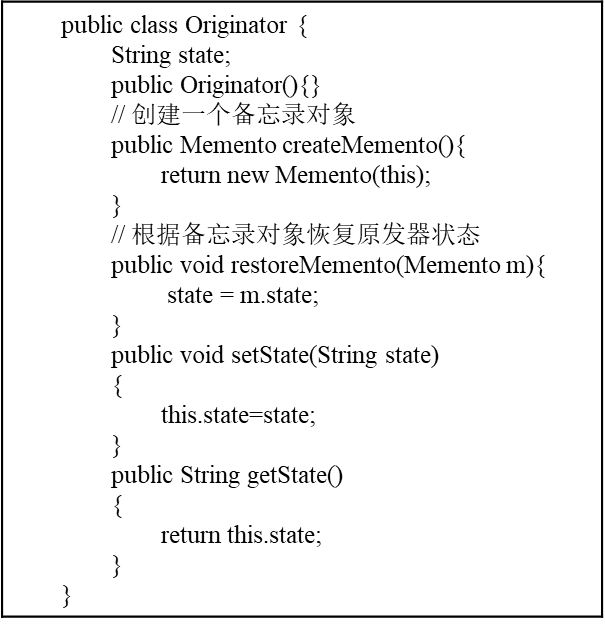 public class Originator {
String state;
public Originator(){}
// 创建一个备忘录对象
public Memento createMemento(){
return new Memento(this);
}
// 根据备忘录对象恢复原发器状态
public void restoreMemento(Memento m){
state = m.state;
}
public void setState(String state)
{
this.state=state;
}
public String getState()
{
return this.state;
}
}